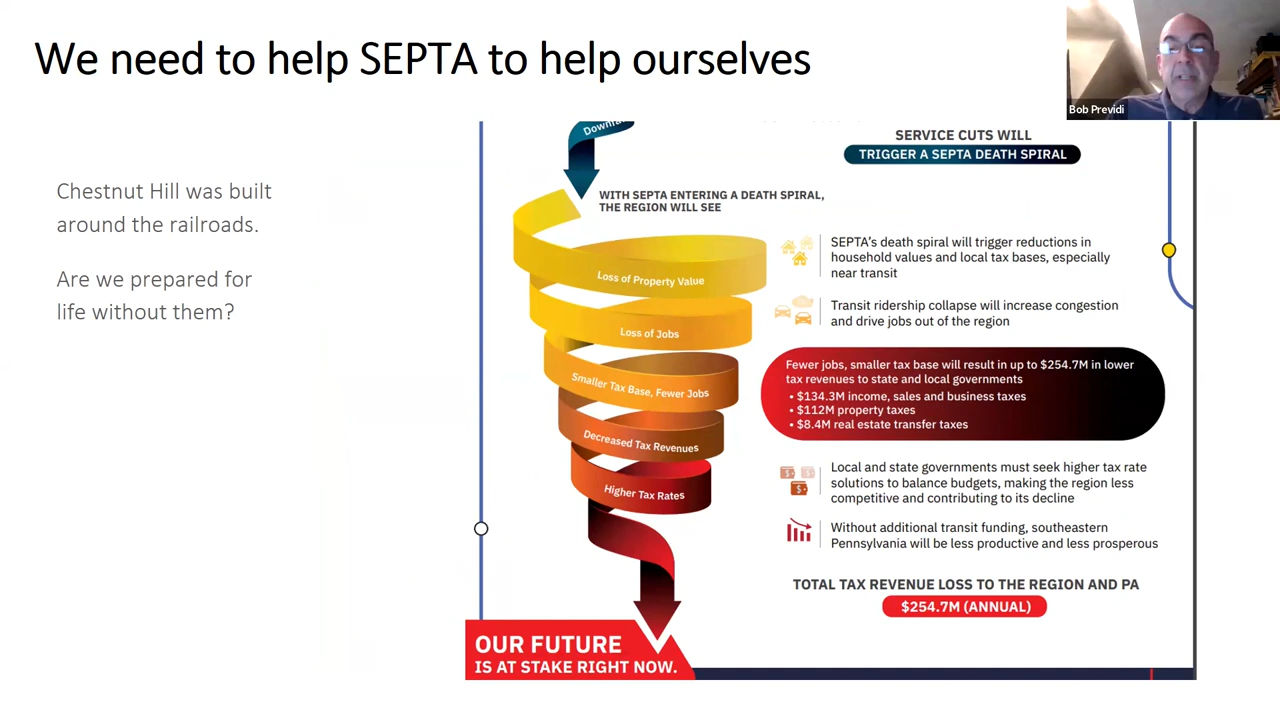 We need to help SEPTA to help ourselves
Bob Previdi
Chestnut Hill was built
around the railroads.
Are we prepared for
life without them?
SERVICE CUTS WILL
TRIGGER A SEPTA DEATH SPIRAL
WITH SEPTA ENTERING A DEATH SPIRAL,
THE REGION WILL SEE
Loss of Property Value
Loss of Jobs
Smaller Tax Base, Fewer Jobs
Decreased Tax Revenues
Higher Tax Rates
SEPTA's death spiral will trigger reductions in
household values and local tax bases, especially
near transit
Transit ridership collapse will increase congestion
and drive jobs out of the region
Fewer jobs, smaller tax base will result in up to $254.7M in lower
tax revenues to state and local governments
• $134.3M income, sales and business taxes
• $112M property taxes
• $8.4M real estate transfer taxes
Local and state governments must seek higher tax rate
solutions to balance budgets, making the region less
competitive and contributing to its decline
Without additional transit funding, southeastern
Pennsylvania will be less productive and less prosperous
TOTAL TAX REVENUE LOSS TO THE REGION AND PA
$254.7M (ANNUAL)
OUR FUTURE
IS AT STAKE RIGHT NOW.